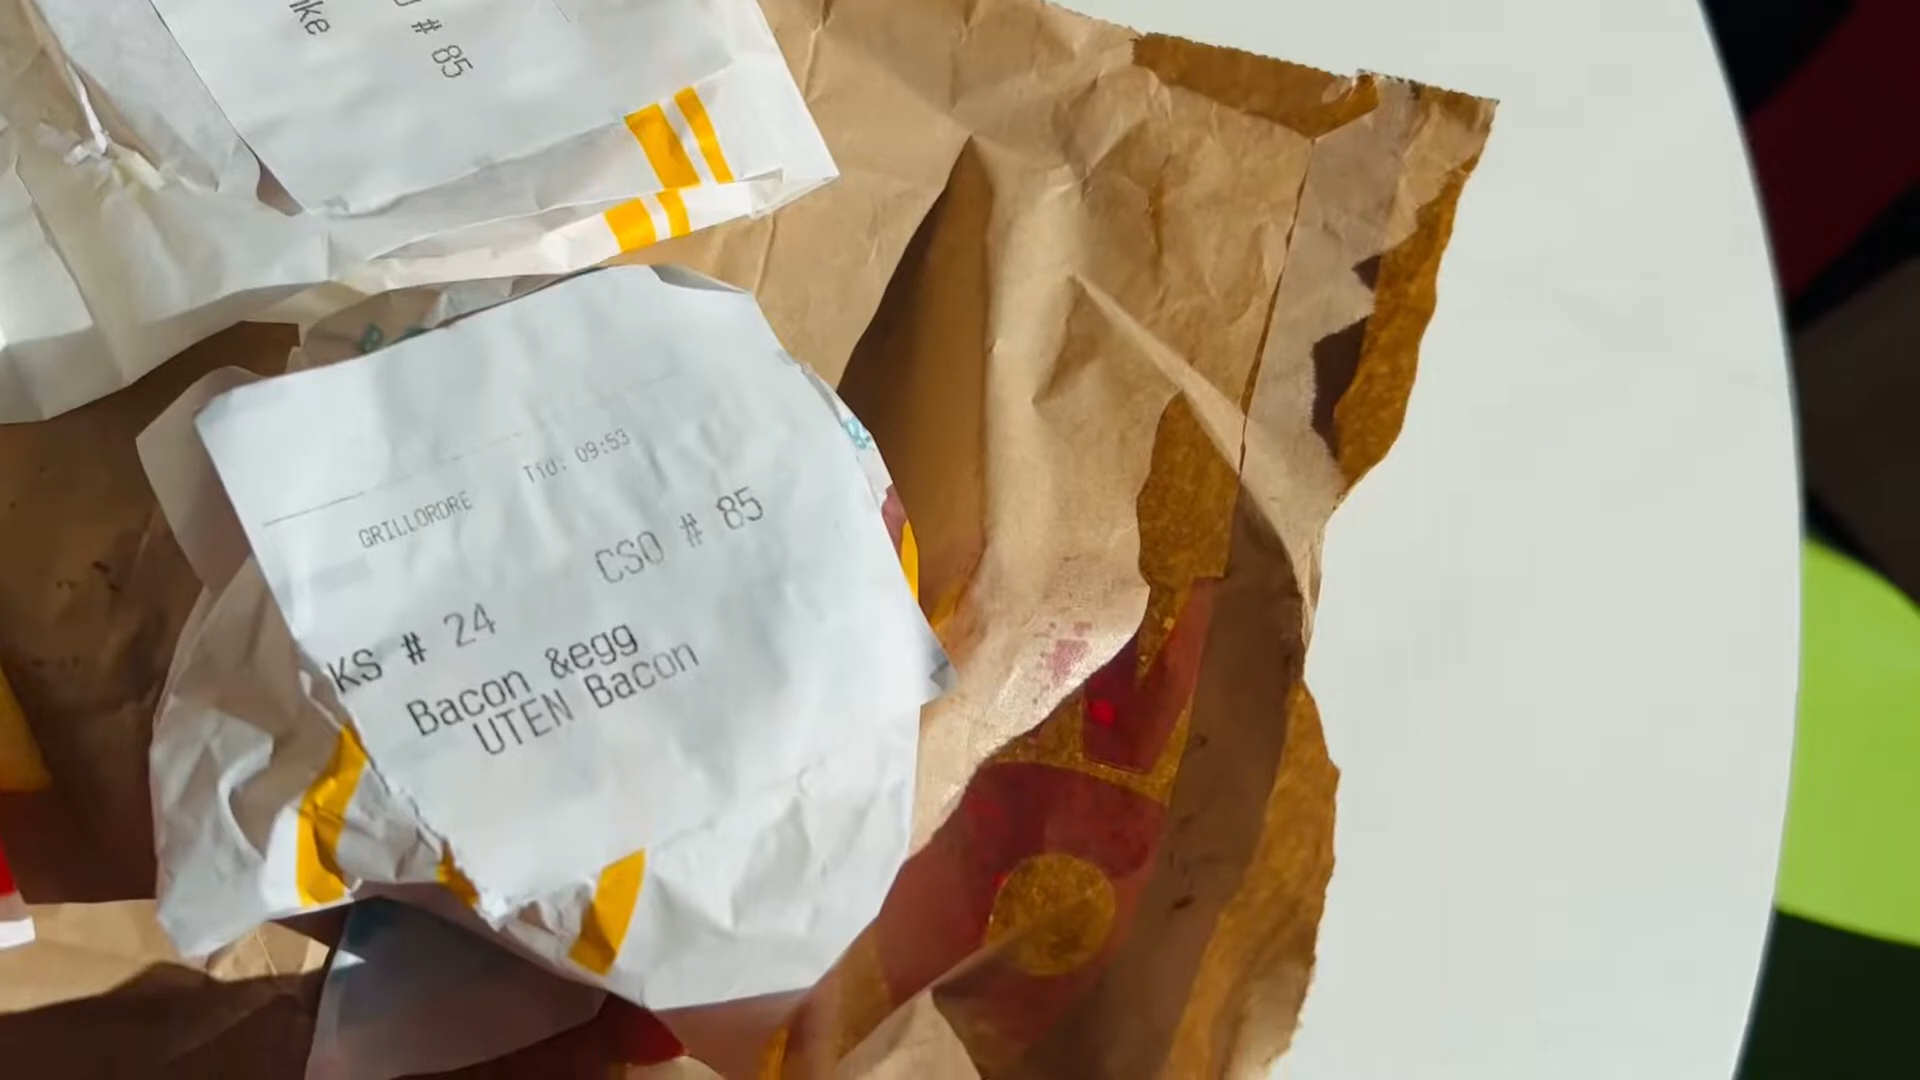 # 85
GRILLORDRE Tid: 09:53
KS # 24 CSO # 85
Bacon &egg
UTEN Bacon